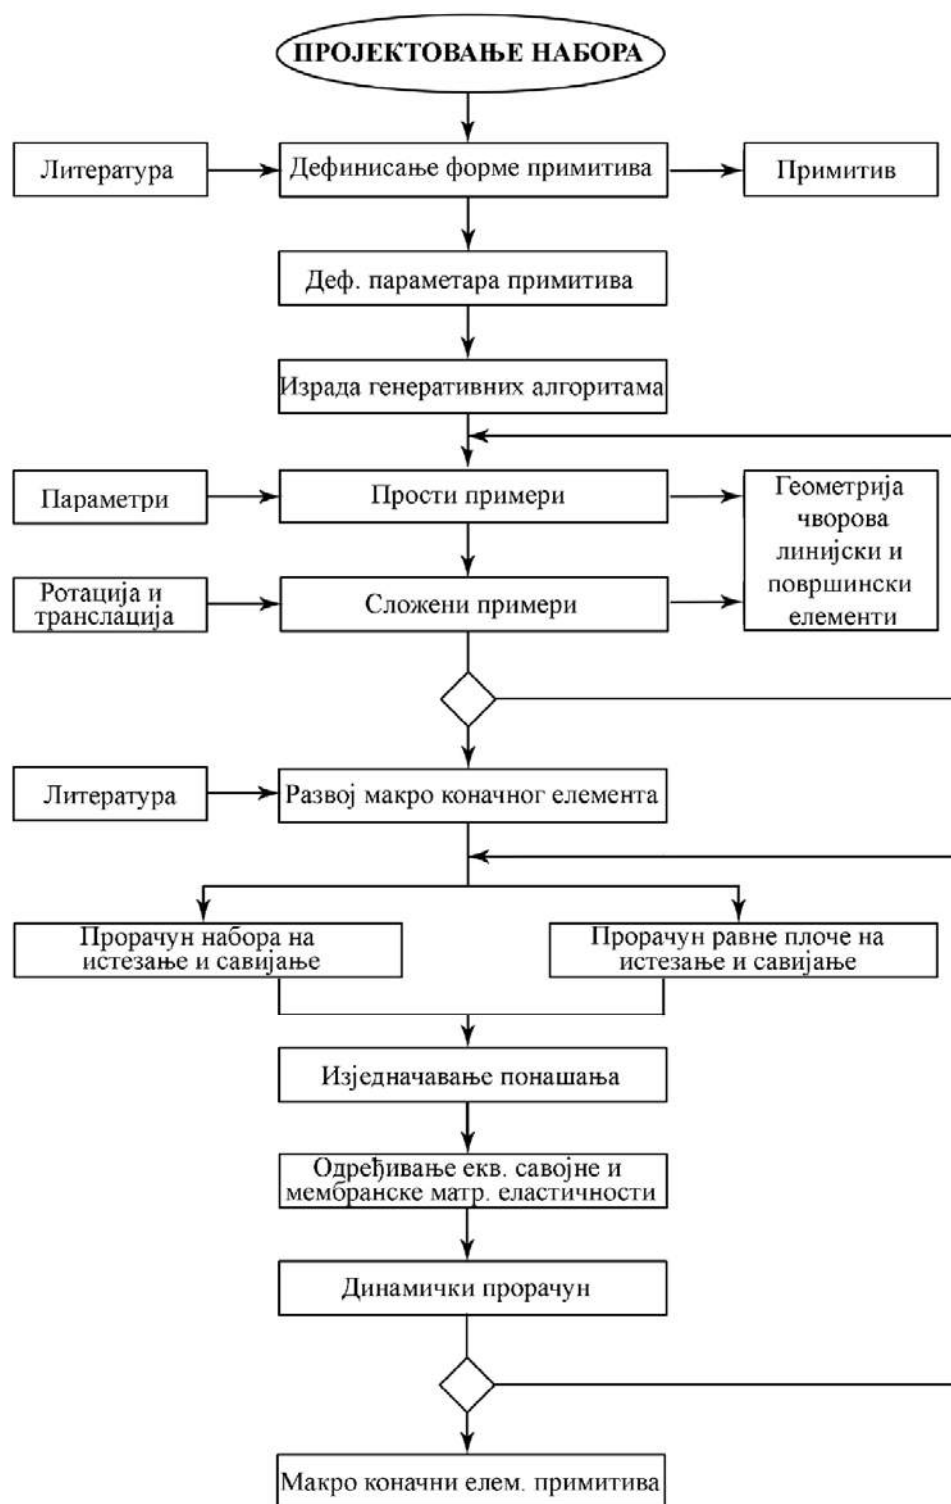 ПРОЈЕКТОВАЊЕ НАБОРА
Литература
Дефинисање форме примитива
Примитив
Деф. параметара примитива
Израда генеративних алгоритама
Параметри
Прости примери
Геометрија
чворова
линијски и
површински
елементи
Ротација и
транслација
Сложени примери
Литература
Развој макро коначног елемента
Прорачун набора на
истезање и савијање
Прорачун равне плоче на
истезање и савијање
Изједначавање понашања
Одређивање екв. савојне и
мембранске матр. еластичности
Динамички прорачун
Макро коначни елем. примитива